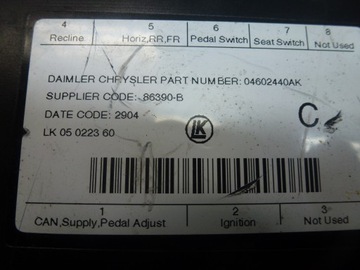 4 5 6 7 8
Recline Horiz,RR,FR Pedal Switch Seat Switch Not Used
DAIMLER CHRYSLER PART NUMBER: 04602440AK
SUPPLIER CODE: 86390-B
DATE CODE: 2904
LK 05 0223 60
LK
C
1 2 3
CAN,Supply,Pedal Adjust Ignition Not Used